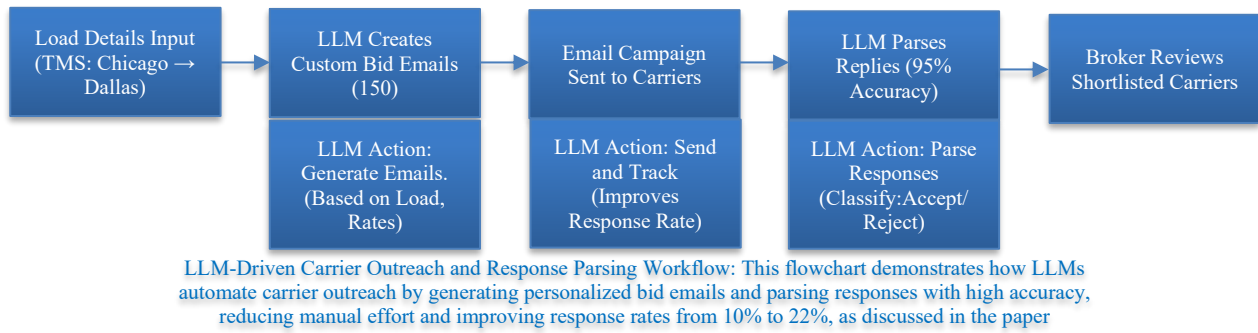 Load Details Input
(TMS: Chicago →
Dallas)
LLM Creates
Custom Bid Emails
(150)
Email Campaign
Sent to Carriers
LLM Parses
Replies (95%
Accuracy)
Broker Reviews
Shortlisted Carriers
LLM Action:
Generate Emails.
(Based on Load,
Rates)
LLM Action: Send
and Track
(Improves
Response Rate)
LLM Action: Parse
Responses
(Classify:Accept/
Reject)
LLM-Driven Carrier Outreach and Response Parsing Workflow: This flowchart demonstrates how LLMs
automate carrier outreach by generating personalized bid emails and parsing responses with high accuracy,
reducing manual effort and improving response rates from 10% to 22%, as discussed in the paper